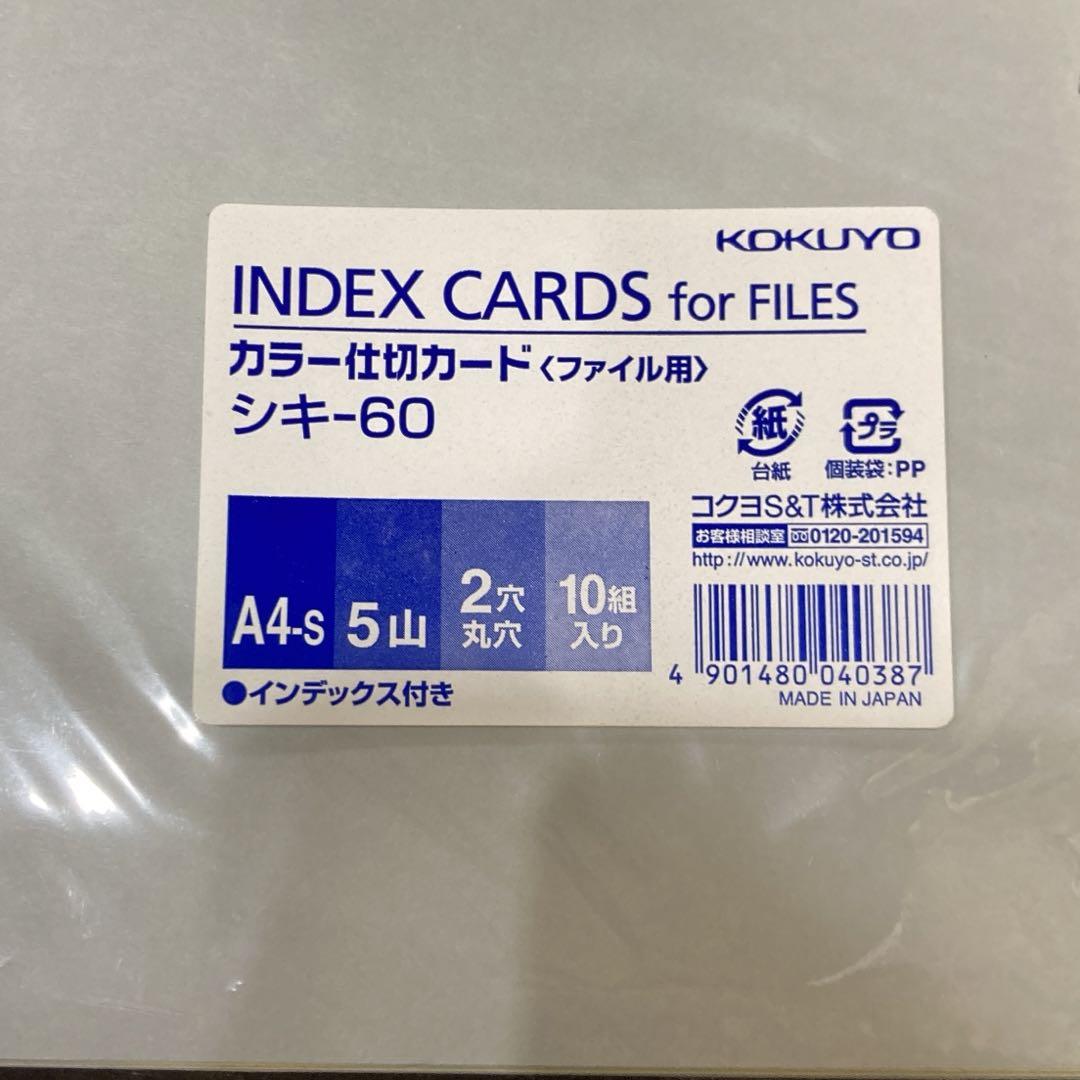 KOKUYO
INDEX CARDS for FILES
カラー仕切カード〈ファイル用〉
シキ-60
紙
台紙
プラ
個装袋:PP
コクヨS&T株式会社
お客様相談室 0120-201594
http://www.kokuyo-st.co.jp/
A4-S
5山
2穴
丸穴
10組
入り
●インデックス付き
4 901480 040387
MADE IN JAPAN